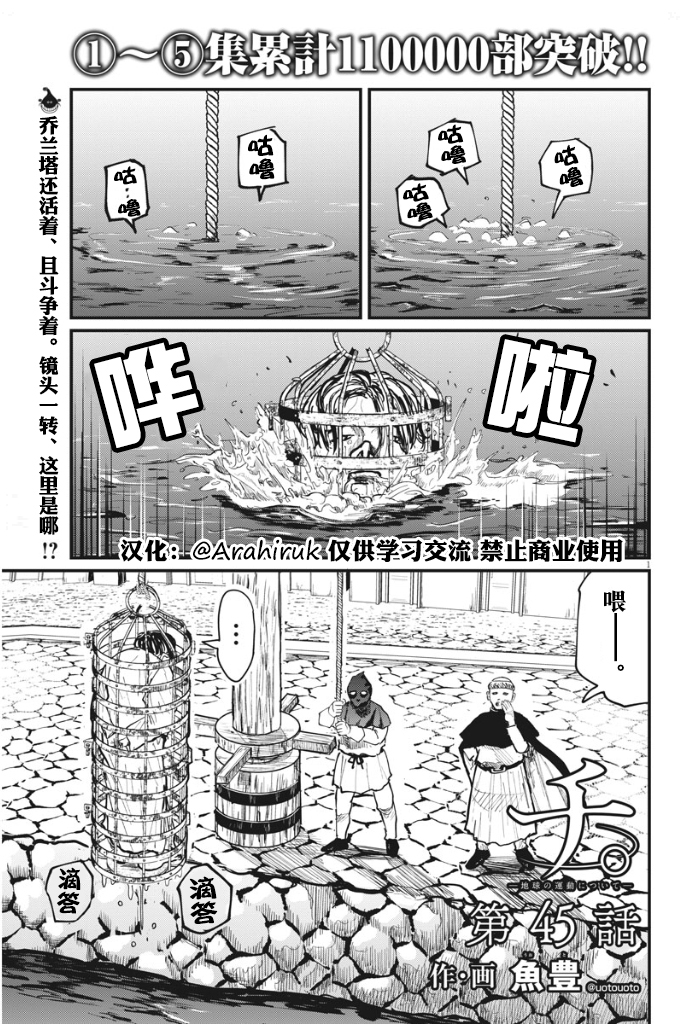 ①～⑤集累計1100000部突破!!
乔兰塔还活着、且斗争着。镜头一转、这里是哪!?
咕噜
咕噜
咕噜
咕噜
咕·噜
哗
啦
汉化：@Arahiruk 仅供学习交流 禁止商业使用
1
喂——。
…
滴答
滴答
チ。
—地球の運動について—
第45話
作・画 魚豊
@uotouoto